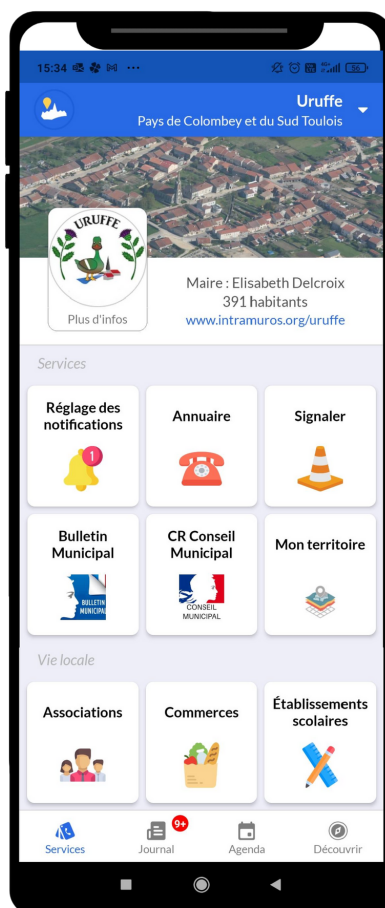 15:34
56
Uruffe
Pays de Colombey et du Sud Toulois
URUFFE
Plus d'infos
Maire : Elisabeth Delcroix
391 habitants
www.intramuros.org/uruffe
Services
Réglage des
notifications
1
Annuaire
Signaler
Bulletin
Municipal
BULLETIN
MUNICIPAL
CR Conseil
Municipal
CONSEIL
MUNICIPAL
Mon territoire
Vie locale
Associations
Commerces
Établissements
scolaires
9+
Services
Journal
Agenda
Découvrir